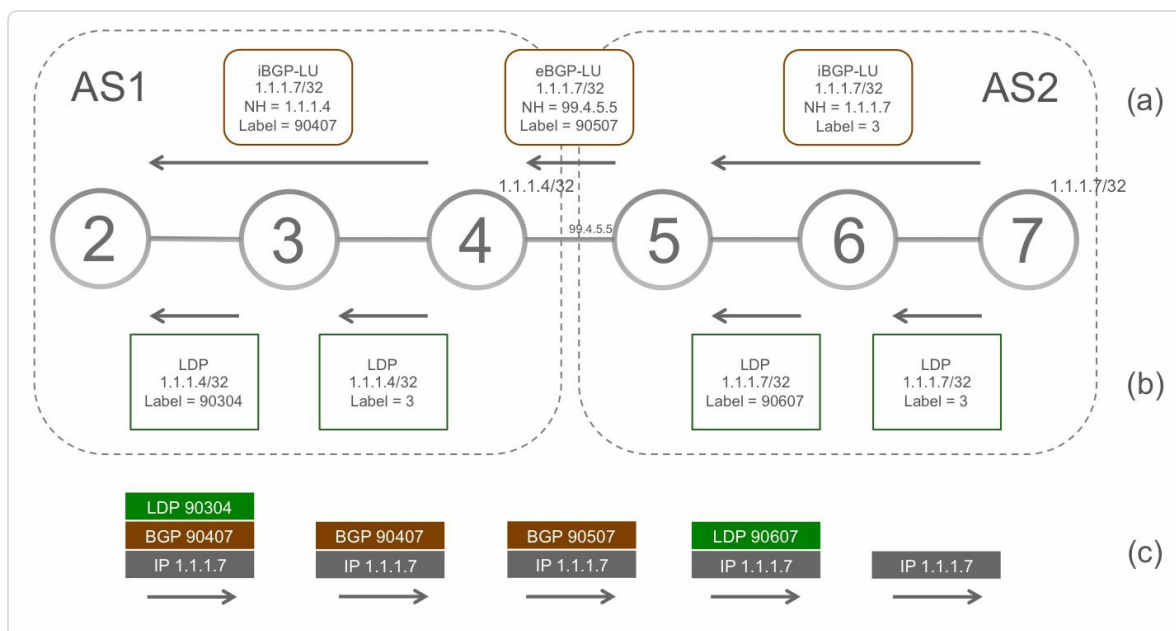 AS1
iBGP-LU
1.1.1.7/32
NH = 1.1.1.4
Label = 90407
eBGP-LU
1.1.1.7/32
NH = 99.4.5.5
Label = 90507
iBGP-LU
1.1.1.7/32
NH = 1.1.1.7
Label = 3
AS2
(a)
1.1.1.4/32
1.1.1.7/32
2
3
4
99.4.5.5
5
6
7
LDP
1.1.1.4/32
Label = 90304
LDP
1.1.1.4/32
Label = 3
LDP
1.1.1.7/32
Label = 90607
LDP
1.1.1.7/32
Label = 3
(b)
LDP 90304
BGP 90407
IP 1.1.1.7
BGP 90407
IP 1.1.1.7
BGP 90507
IP 1.1.1.7
LDP 90607
IP 1.1.1.7
IP 1.1.1.7
(c)